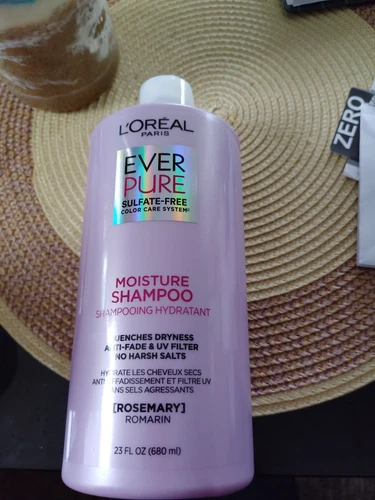 L'ORÉAL
PARIS
EVER
PURE
SULFATE-FREE
COLOR CARE SYSTEM
MOISTURE
SHAMPOO
SHAMPOOING HYDRATANT
QUENCHES DRYNESS
ANTI-FADE & UV FILTER
NO HARSH SALTS
HYDRATE LES CHEVEUX SECS
ANTI-AFFADISSEMENT ET FILTRE UV
SANS SELS AGRESSANTS
[ROSEMARY]
ROMARIN
23 FL OZ (680 ml)
ZERO